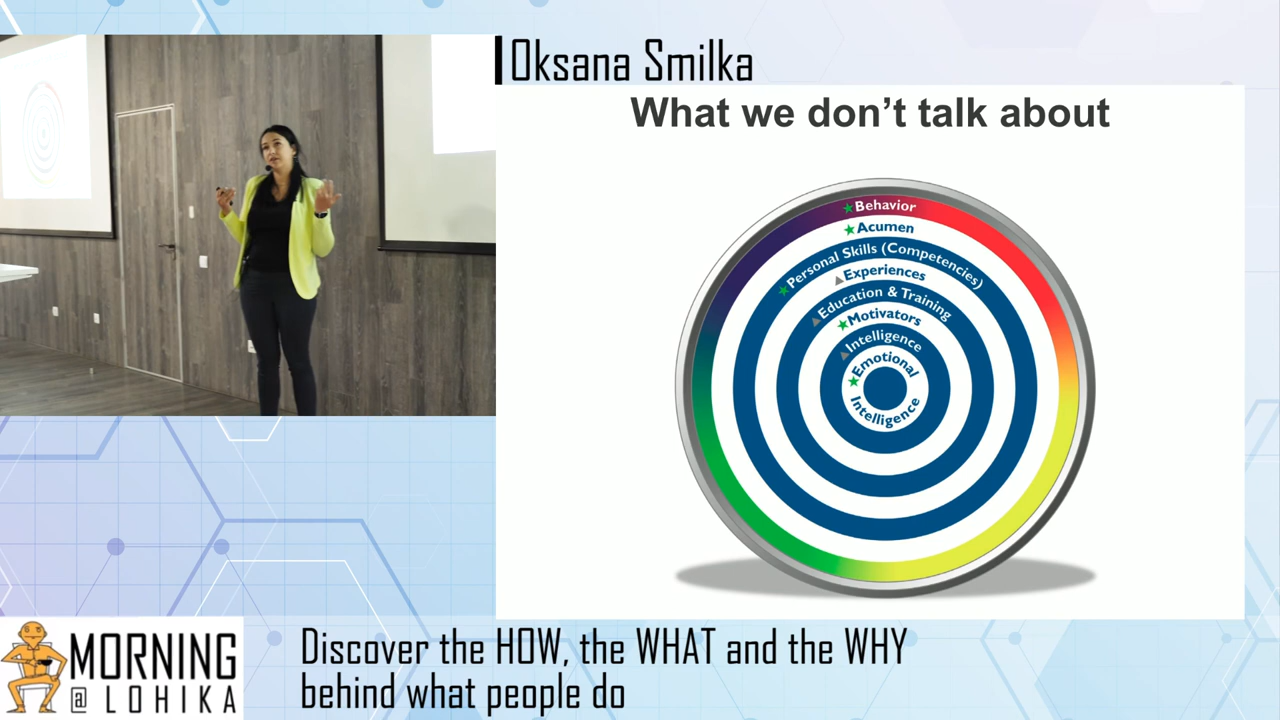 Oksana Smilka
What we don't talk about
Behavior
Acumen
Personal Skills (Competencies)
Experiences
Education & Training
Motivators
Intelligence
Emotional
Intelligence
MORNING
@ LOHIKA
Discover the HOW, the WHAT and the WHY
behind what people do